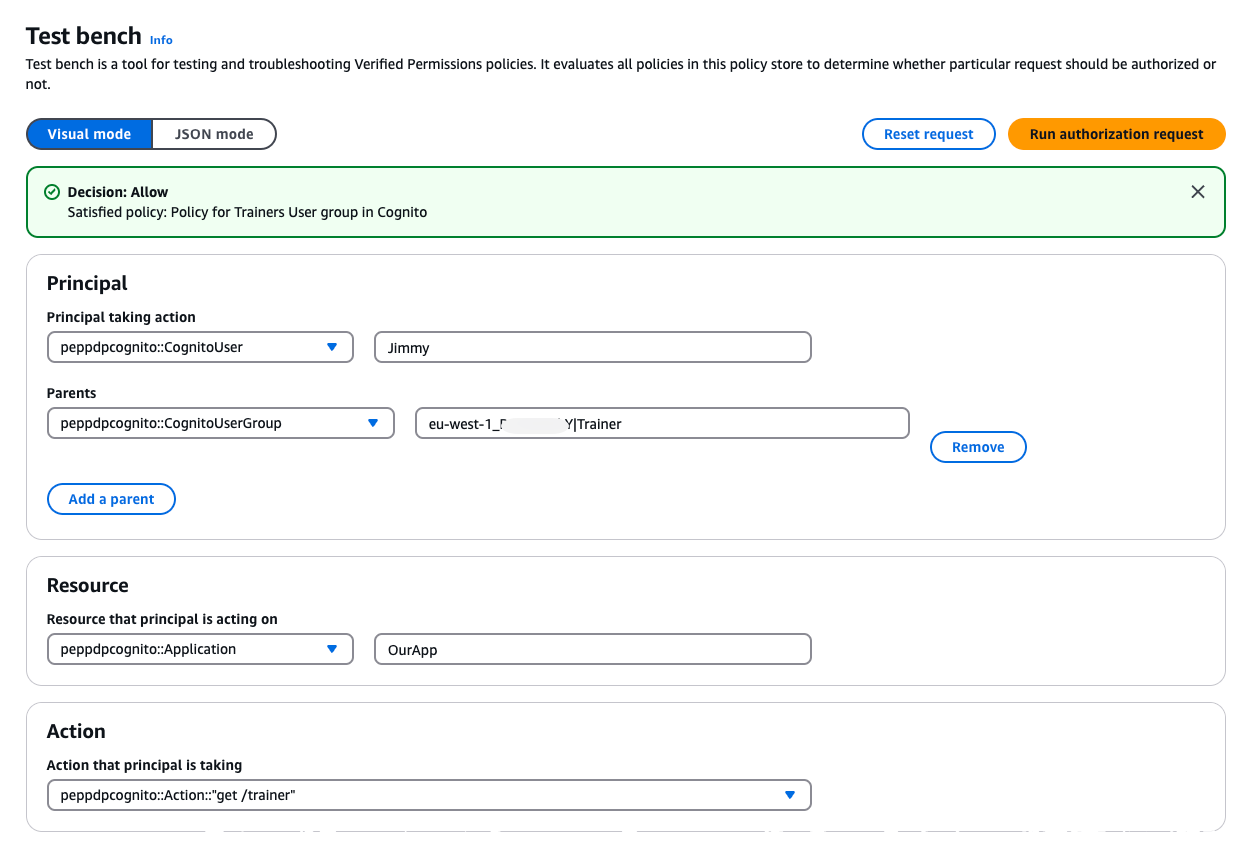 Test bench Info
Test bench is a tool for testing and troubleshooting Verified Permissions policies. It evaluates all policies in this policy store to determine whether particular request should be authorized or
not.
Visual mode JSON mode Reset request Run authorization request
Decision: Allow
Satisfied policy: Policy for Trainers User group in Cognito
Principal
Principal taking action
peppdpcognito::CognitoUser Jimmy
Parents
peppdpcognito::CognitoUserGroup eu-west-1_ Y|Trainer
Remove
Add a parent
Resource
Resource that principal is acting on
peppdpcognito::Application OurApp
Action
Action that principal is taking
peppdpcognito::Action::"get /trainer"